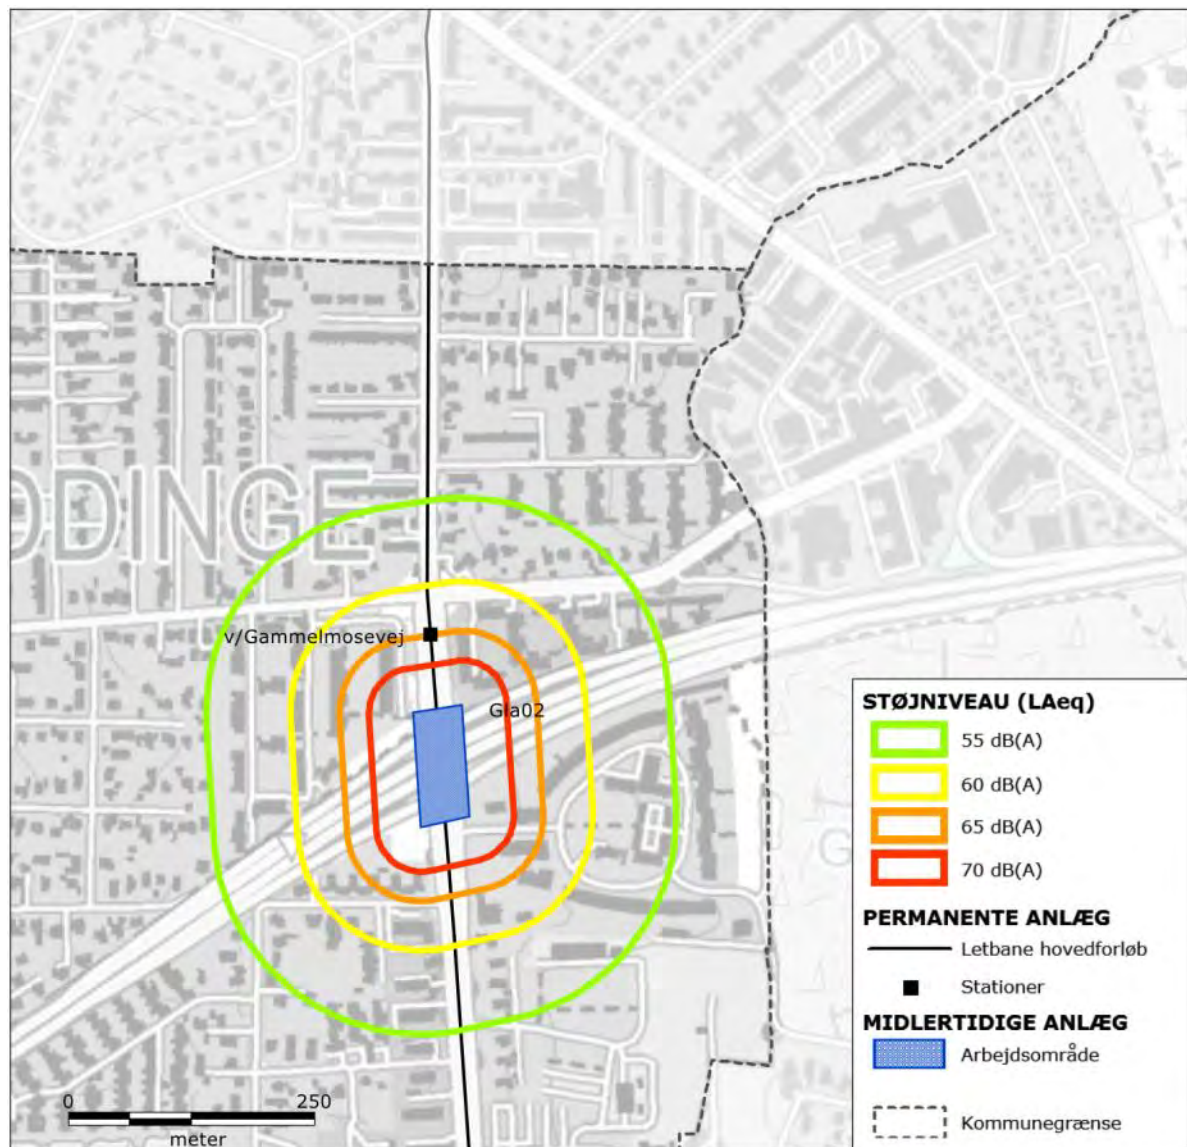 ODINGE
v/Gammelmosevej
Gla02
G
STØJNIVEAU (LAeq)
55 dB(A)
60 dB(A)
65 dB(A)
70 dB(A)
PERMANENTE ANLÆG
Letbane hovedforløb
Stationer
MIDLERTIDIGE ANLÆG
Arbejdsområde
Kommunegrænse
0 250
meter